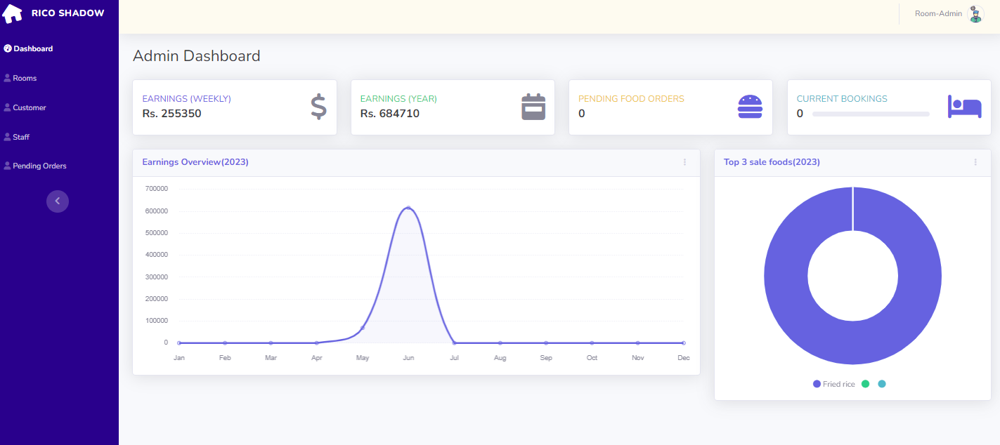 RICO SHADOW
Dashboard
Rooms
Customer
Staff
Pending Orders
Room-Admin
Admin Dashboard
EARNINGS (WEEKLY)
Rs. 255350
EARNINGS (YEAR)
Rs. 684710
PENDING FOOD ORDERS
0
CURRENT BOOKINGS
0
Earnings Overview(2023)
700000
600000
500000
400000
300000
200000
100000
0
Jan Feb Mar Apr May Jun Jul Aug Sep Oct Nov Dec
Top 3 sale foods(2023)
Fried rice